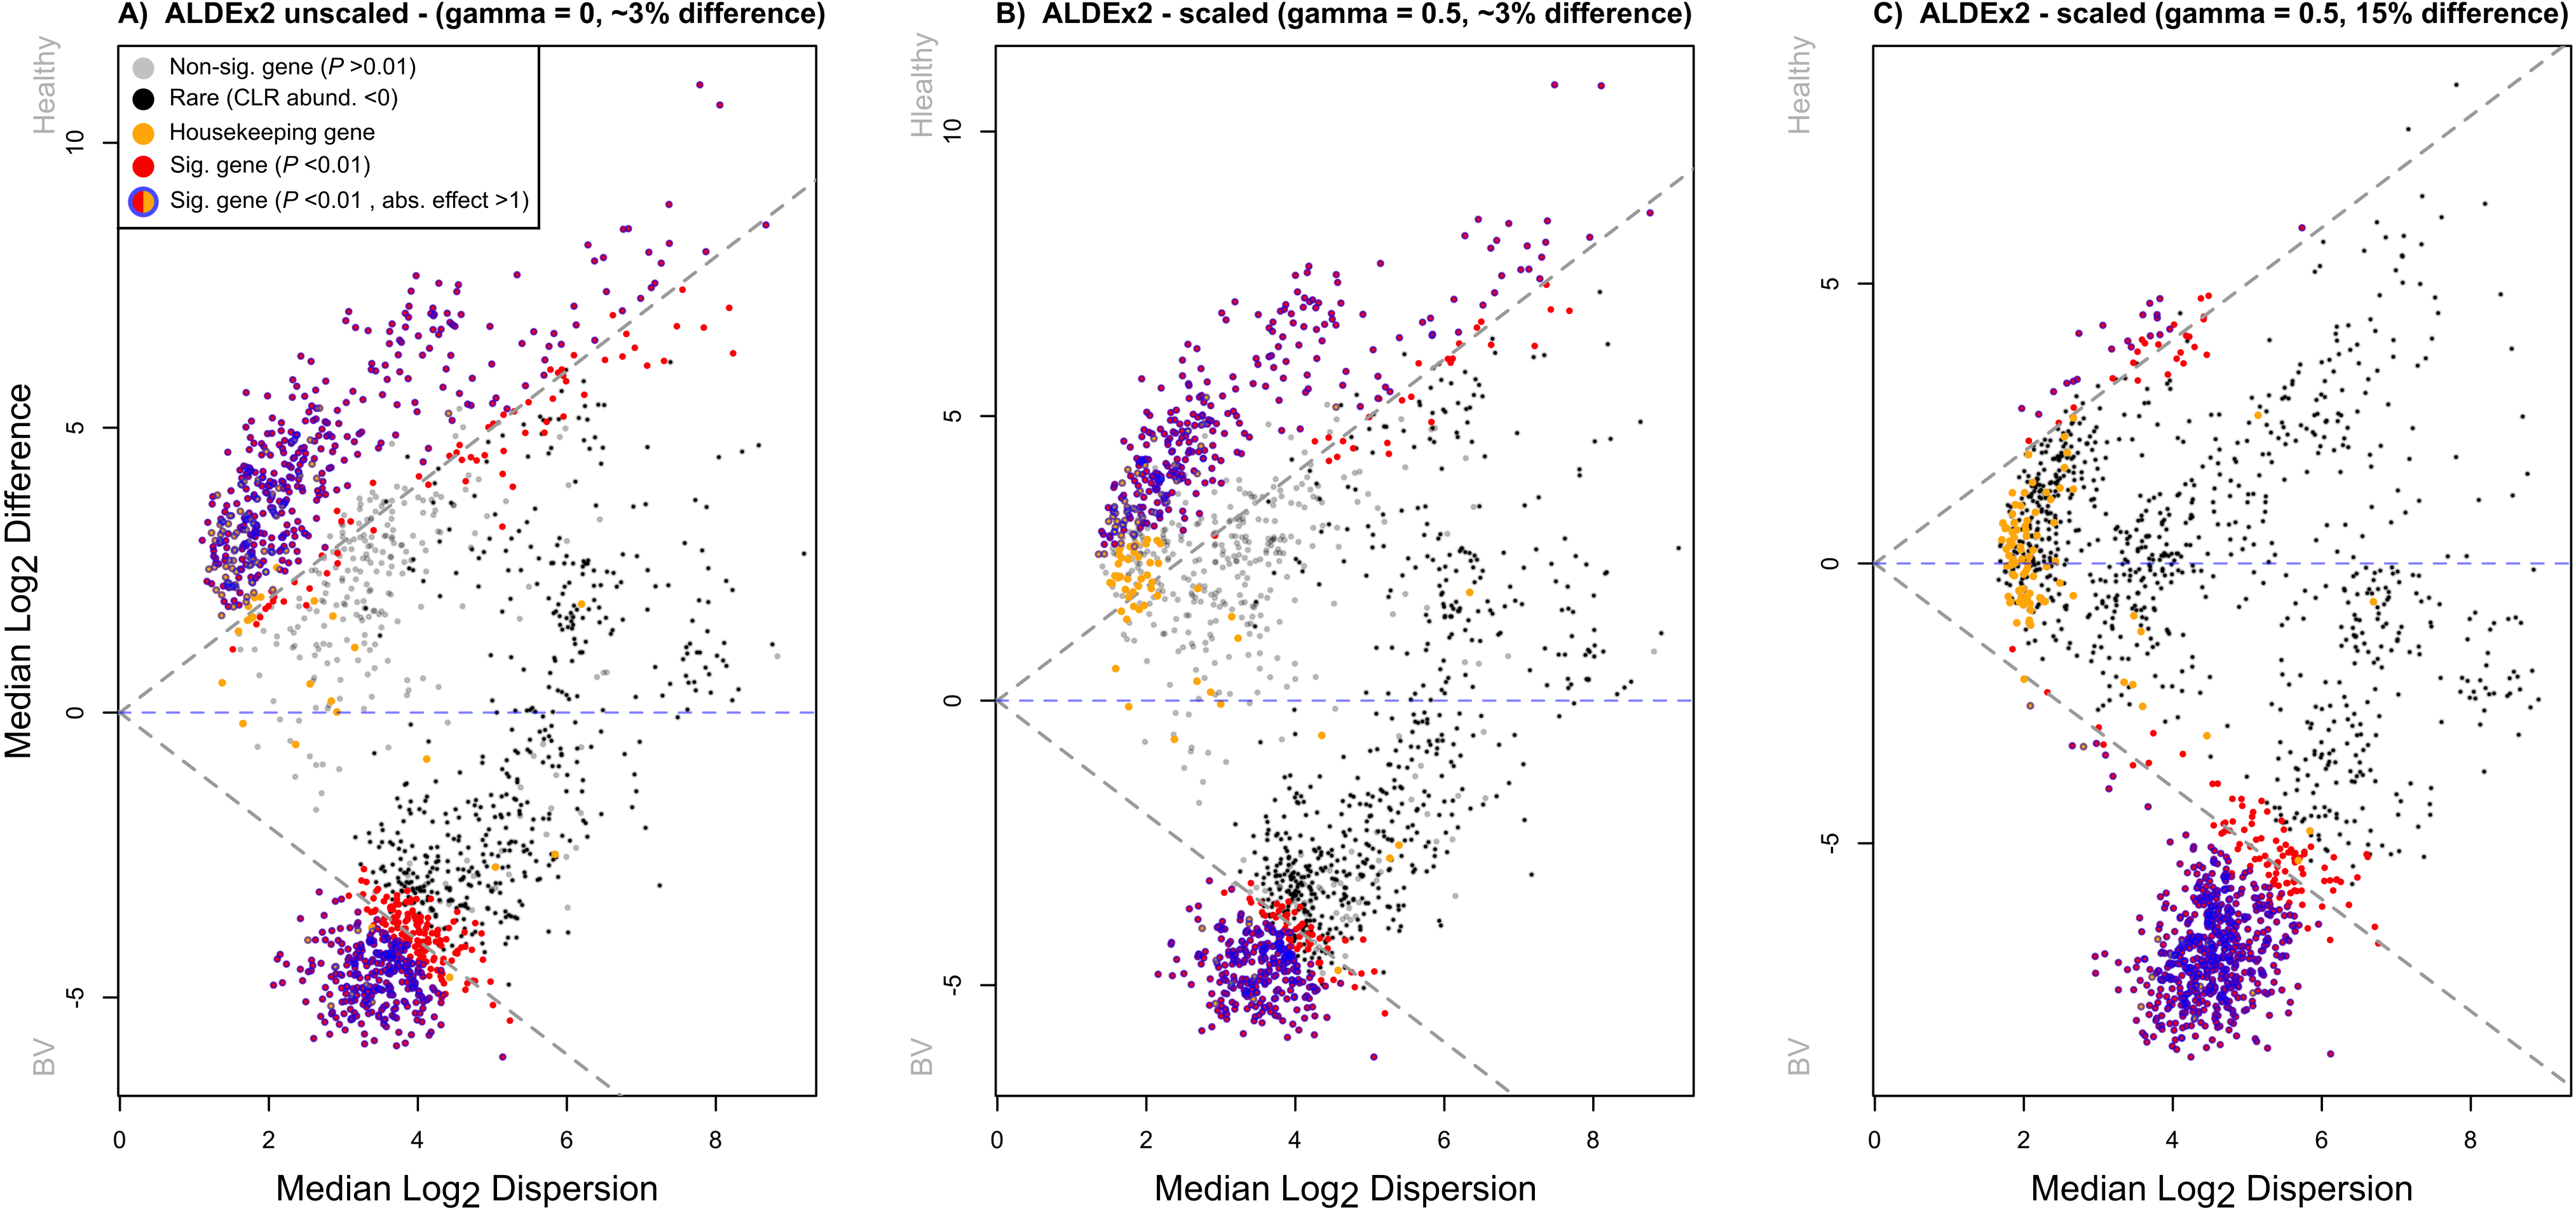 A) ALDEx2 unscaled - (gamma = 0, ~3% difference)
B) ALDEx2 - scaled (gamma = 0.5, ~3% difference)
C) ALDEx2 - scaled (gamma = 0.5, 15% difference)
Healthy
Non-sig. gene (P >0.01)
Rare (CLR abund. <0)
Housekeeping gene
Sig. gene (P <0.01)
Sig. gene (P <0.01 , abs. effect >1)
10
5
0
-5
BV
Median Log2 Difference
0 2 4 6 8
Median Log2 Dispersion
Hlealthy
10
5
0
-5
BV
0 2 4 6 8
Median Log2 Dispersion
Healthy
5
0
-5
BV
0 2 4 6 8
Median Log2 Dispersion